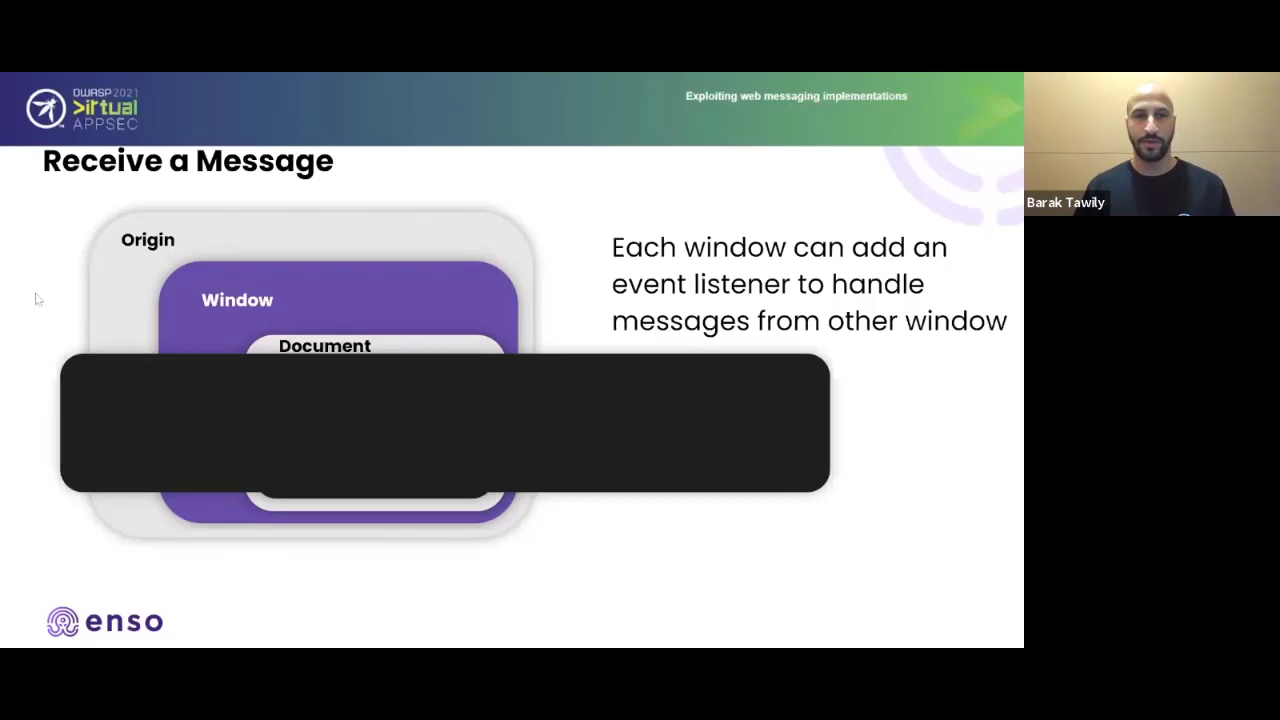 OWASP 2021
>irtual
APPSEC
Exploiting web messaging implementations
Receive a Message
Origin
Window
Document
Each window can add an
event listener to handle
messages from other window
Barak Tawily
enso